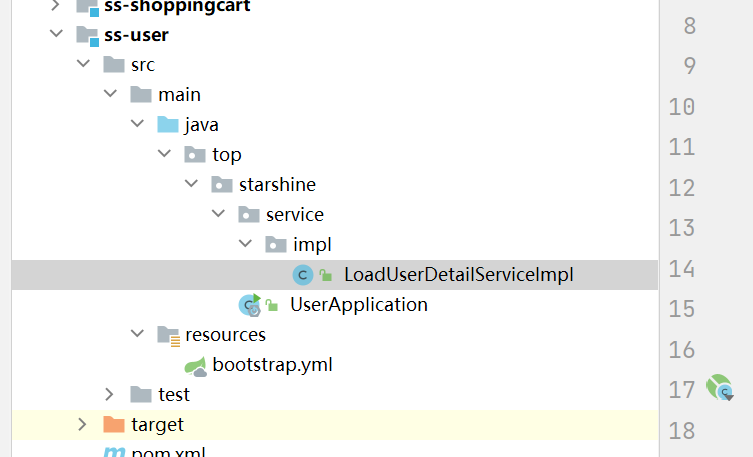 ss-shoppingcart
ss-user
src
main
java
top
starshine
service
impl
LoadUserDetailServiceImpl
UserApplication
resources
bootstrap.yml
test
target
pom.xml
8
9
10
11
12
13
14
15
16
17
18